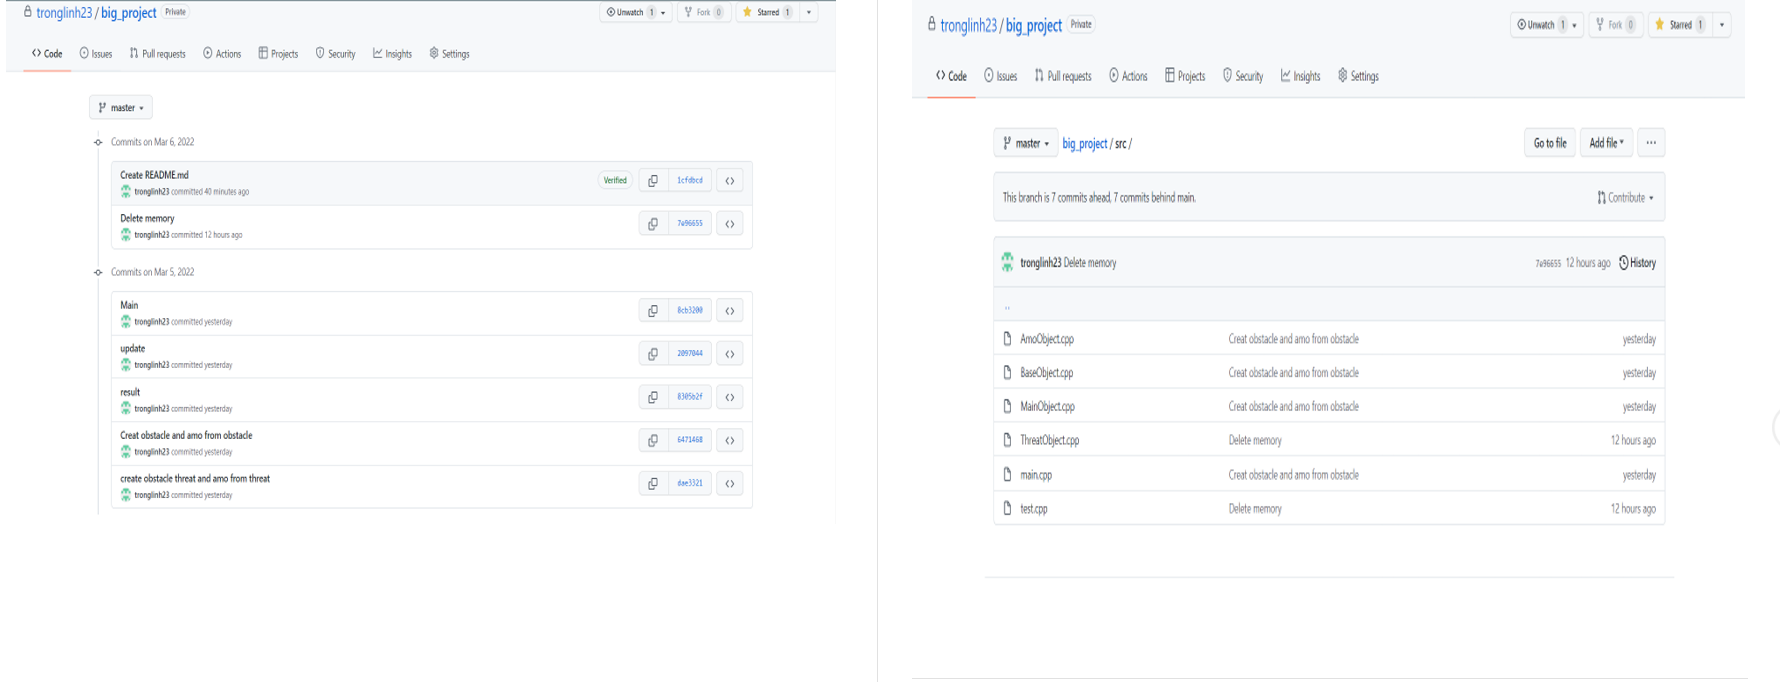 tronglinh23 / big_project Private
Unwatch 1 Fork 0 Starred 1
Code Issues Pull requests Actions Projects Security Insights Settings
master
Commits on Mar 6, 2022
Create README.md
tronglinh23 committed 40 minutes ago
Verified 1cfdbcd
Delete memory
tronglinh23 committed 12 hours ago
7a96655
Commits on Mar 5, 2022
Main
tronglinh23 committed yesterday
8cb3200
update
tronglinh23 committed yesterday
2097044
result
tronglinh23 committed yesterday
8305b2f
Creat obstacle and amo from obstacle
tronglinh23 committed yesterday
6471468
create obstacle threat and amo from threat
tronglinh23 committed yesterday
dae3321
tronglinh23 / big_project Private
Unwatch 1 Fork 0 Starred 1
Code Issues Pull requests Actions Projects Security Insights Settings
master big_project / src /
Go to file Add file ...
This branch is 7 commits ahead, 7 commits behind main.
Contribute
tronglinh23 Delete memory 7a96655 12 hours ago History
..
AmoObject.cpp Creat obstacle and amo from obstacle yesterday
BaseObject.cpp Creat obstacle and amo from obstacle yesterday
MainObject.cpp Creat obstacle and amo from obstacle yesterday
ThreatObject.cpp Delete memory 12 hours ago
main.cpp Creat obstacle and amo from obstacle yesterday
test.cpp Delete memory 12 hours ago